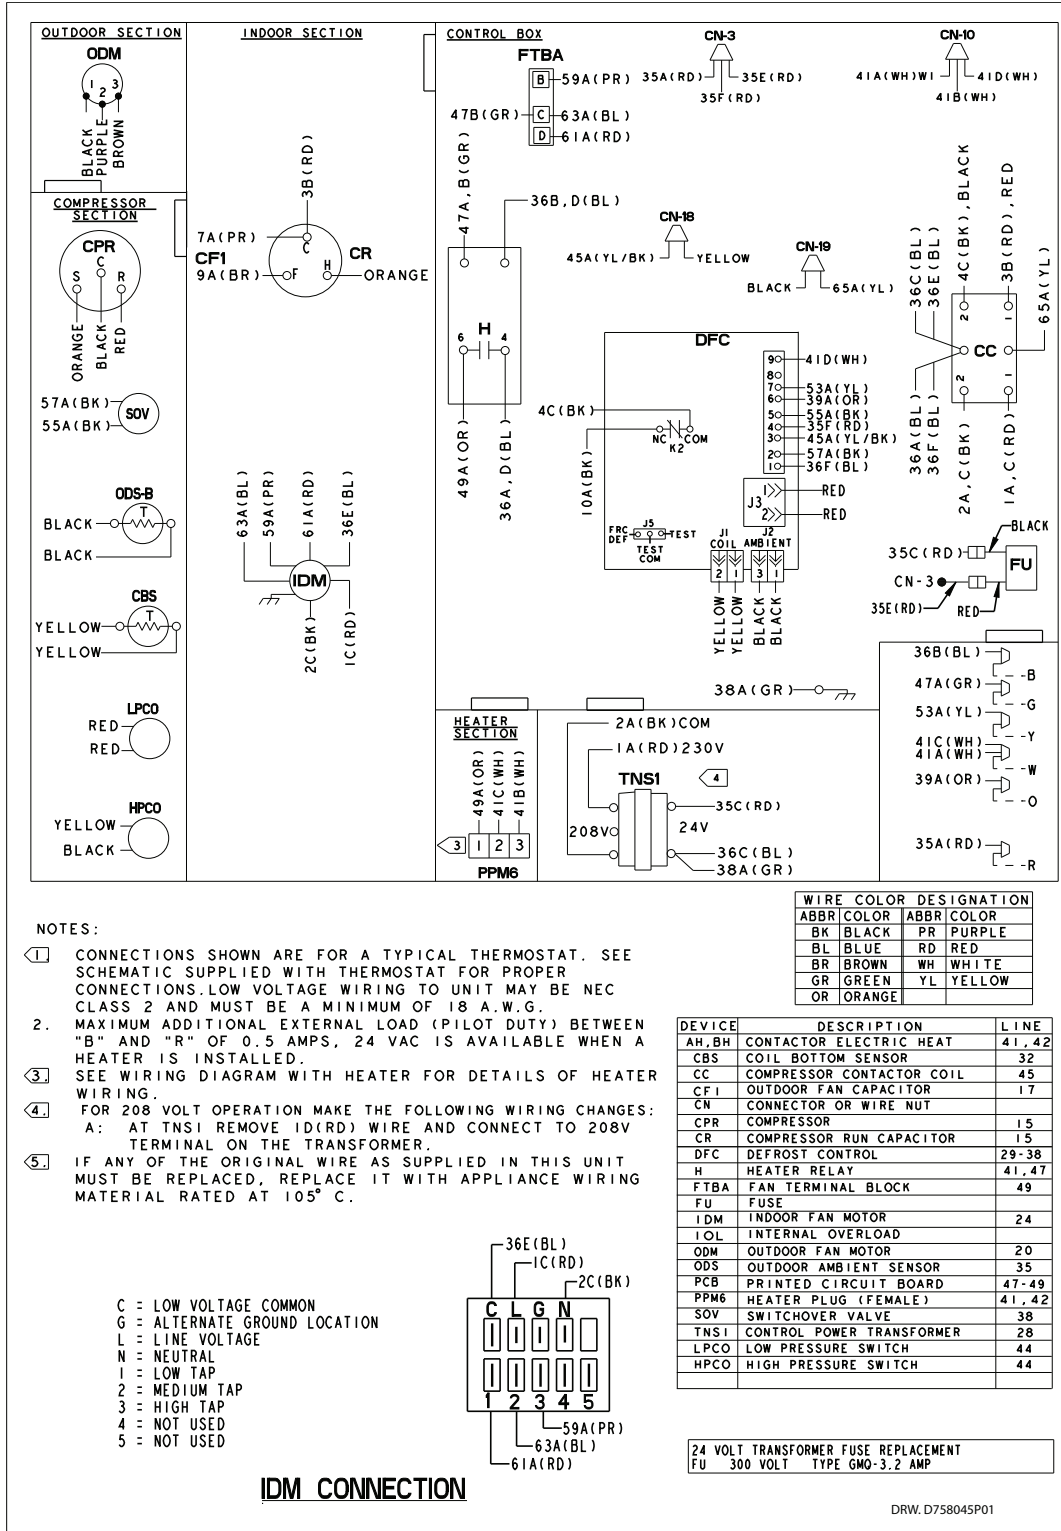 OUTDOOR SECTION
ODM
1 2 3
BLACK
PURPLE
BROWN
COMPRESSOR
SECTION
CPR
C
S R
ORANGE
BLACK
RED
57A(BK)
55A(BK)
SOV
ODS-B
T
BLACK
BLACK
CBS
T
YELLOW
YELLOW
LPCO
RED
RED
HPCO
YELLOW
BLACK
INDOOR SECTION
3B(RD)
7A(PR)
CF1
9A(BR)
C
F
H
CR
ORANGE
63A(BL)
59A(PR)
61A(RD)
36E(BL)
IDM
2C(BK)
1C(RD)
CONTROL BOX
FTBA
B 59A(PR)
47B(GR) C 63A(BL)
D 61A(RD)
CN-3
35A(RD) 35E(RD)
35F(RD)
CN-10
41A(WH)WI 41D(WH)
41B(WH)
47A,B(GR)
36B,D(BL)
H
6 4
49A(OR)
36A,D(BL)
CN-18
45A(YL/BK) YELLOW
CN-19
BLACK 65A(YL)
36C(BL)
36E(BL)
4C(BK),BLACK
3B(RD),RED
65A(YL)
2 1
CC
2 1
36A(BL)
36F(BL)
2A,C(BK)
1A,C(RD)
DFC
9 41D(WH)
8
7 53A(YL)
6 39A(OR)
5 55A(BK)
4 35F(RD)
3 45A(YL/BK)
2 57A(BK)
1 36F(BL)
4C(BK)
10A(BK)
NC COM
K2
J3
1 RED
2 RED
J5
FRC
DEF
TEST
TEST
COM
J1
COIL
J2
AMBIENT
2 1 3 1
YELLOW
YELLOW
BLACK
BLACK
BLACK
35C(RD)
FU
CN-3
35E(RD)
RED
38A(GR)
36B(BL)
B
47A(GR)
G
53A(YL)
Y
41C(WH)
41A(WH)
W
39A(OR)
O
35A(RD)
R
HEATER
SECTION
49A(OR)
41C(WH)
41B(WH)
3 1 2 3
PPM6
2A(BK)COM
1A(RD)230V
TNS1
4
35C(RD)
208V
24V
36C(BL)
38A(GR)
NOTES:
1. CONNECTIONS SHOWN ARE FOR A TYPICAL THERMOSTAT. SEE
SCHEMATIC SUPPLIED WITH THERMOSTAT FOR PROPER
CONNECTIONS.LOW VOLTAGE WIRING TO UNIT MAY BE NEC
CLASS 2 AND MUST BE A MINIMUM OF 18 A.W.G.
2. MAXIMUM ADDITIONAL EXTERNAL LOAD (PILOT DUTY) BETWEEN
"B" AND "R" OF 0.5 AMPS, 24 VAC IS AVAILABLE WHEN A
HEATER IS INSTALLED.
3. SEE WIRING DIAGRAM WITH HEATER FOR DETAILS OF HEATER
WIRING.
4. FOR 208 VOLT OPERATION MAKE THE FOLLOWING WIRING CHANGES:
A: AT TNS1 REMOVE 1D(RD) WIRE AND CONNECT TO 208V
TERMINAL ON THE TRANSFORMER.
5. IF ANY OF THE ORIGINAL WIRE AS SUPPLIED IN THIS UNIT
MUST BE REPLACED, REPLACE IT WITH APPLIANCE WIRING
MATERIAL RATED AT 105° C.
WIRE COLOR DESIGNATION
ABBR COLOR ABBR COLOR
BK BLACK PR PURPLE
BL BLUE RD RED
BR BROWN WH WHITE
GR GREEN YL YELLOW
OR ORANGE
DEVICE DESCRIPTION LINE
AH,BH CONTACTOR ELECTRIC HEAT 41,42
CBS COIL BOTTOM SENSOR 32
CC COMPRESSOR CONTACTOR COIL 45
CF1 OUTDOOR FAN CAPACITOR 17
CN CONNECTOR OR WIRE NUT
CPR COMPRESSOR 15
CR COMPRESSOR RUN CAPACITOR 15
DFC DEFROST CONTROL 29-38
H HEATER RELAY 41,47
FTBA FAN TERMINAL BLOCK 49
FU FUSE
IDM INDOOR FAN MOTOR 24
IOL INTERNAL OVERLOAD
ODM OUTDOOR FAN MOTOR 20
ODS OUTDOOR AMBIENT SENSOR 35
PCB PRINTED CIRCUIT BOARD 47-49
PPM6 HEATER PLUG (FEMALE) 41,42
SOV SWITCHOVER VALVE 38
TNS1 CONTROL POWER TRANSFORMER 28
LPCO LOW PRESSURE SWITCH 44
HPCO HIGH PRESSURE SWITCH 44
C = LOW VOLTAGE COMMON
G = ALTERNATE GROUND LOCATION
L = LINE VOLTAGE
N = NEUTRAL
1 = LOW TAP
2 = MEDIUM TAP
3 = HIGH TAP
4 = NOT USED
5 = NOT USED
36E(BL)
1C(RD)
2C(BK)
C L G N
1 2 3 4 5
59A(PR)
63A(BL)
61A(RD)
IDM CONNECTION
24 VOLT TRANSFORMER FUSE REPLACEMENT
FU 300 VOLT TYPE GMQ-3.2 AMP
DRW. D758045P01